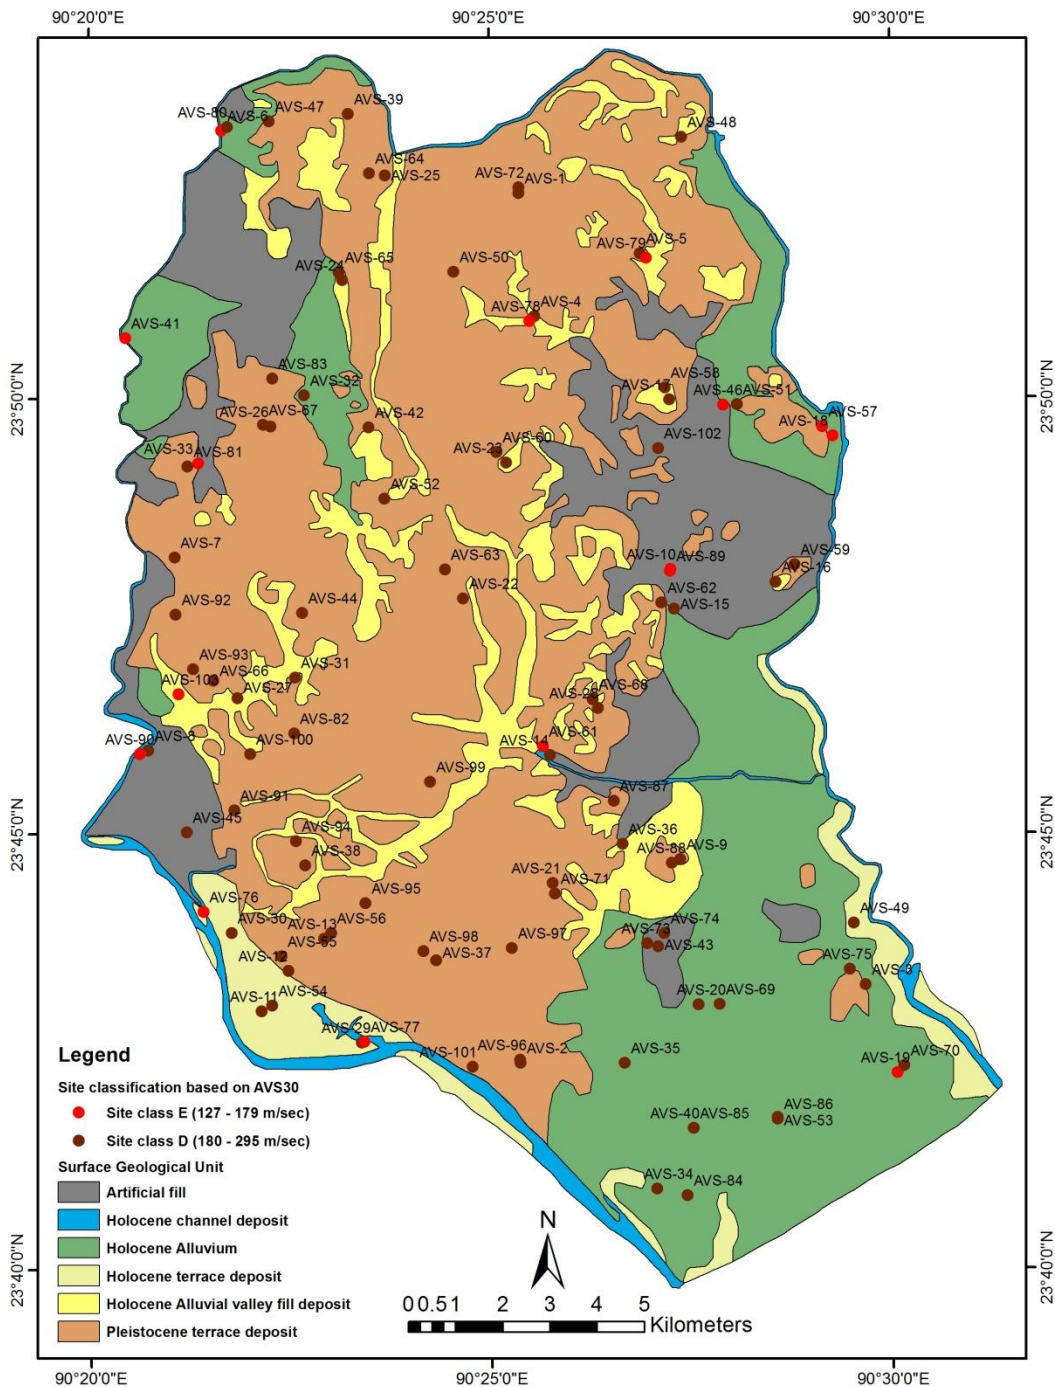 90°20'0"E 90°25'0"E 90°30'0"E
AVS-39
AVS-47
AVS-80
AVS-6
AVS-48
AVS-64
AVS-25
AVS-72
AVS-1
AVS-79 AVS-5
AVS-65
AVS-24
AVS-50
AVS-78 AVS-4
AVS-41
AVS-83
AVS-32
AVS-58
AVS-17
AVS-46 AVS-51
23°50'0"N
23°50'0"N
AVS-26 AVS-67
AVS-42
AVS-18 AVS-57
AVS-60
AVS-23
AVS-102
AVS-33 AVS-81
AVS-52
AVS-7
AVS-63
AVS-10 AVS-89
AVS-59
AVS-16
AVS-22
AVS-62
AVS-15
AVS-92
AVS-44
AVS-93
AVS-66
AVS-31
AVS-103
AVS-27
AVS-28 AVS-68
AVS-82
AVS-90 AVS-8
AVS-100
AVS-14 AVS-61
AVS-99
AVS-87
AVS-91
AVS-45
AVS-94
AVS-38
AVS-36
AVS-88 AVS-9
23°45'0"N
23°45'0"N
AVS-21
AVS-71
AVS-95
AVS-76
AVS-30
AVS-13 AVS-56
AVS-55
AVS-12
AVS-98
AVS-37
AVS-97
AVS-74
AVS-73
AVS-43
AVS-49
AVS-75
AVS-3
AVS-11 AVS-54
AVS-20 AVS-69
AVS-29 AVS-77
AVS-101
AVS-96 AVS-2
AVS-35
AVS-19 AVS-70
AVS-40 AVS-85
AVS-86
AVS-53
AVS-34
AVS-84
23°40'0"N
23°40'0"N
Legend
Site classification based on AVS30
Site class E (127 - 179 m/sec)
Site class D (180 - 295 m/sec)
Surface Geological Unit
Artificial fill
Holocene channel deposit
Holocene Alluvium
Holocene terrace deposit
Holocene Alluvial valley fill deposit
Pleistocene terrace deposit
N
0 0.5 1 2 3 4 5
Kilometers
90°20'0"E 90°25'0"E 90°30'0"E